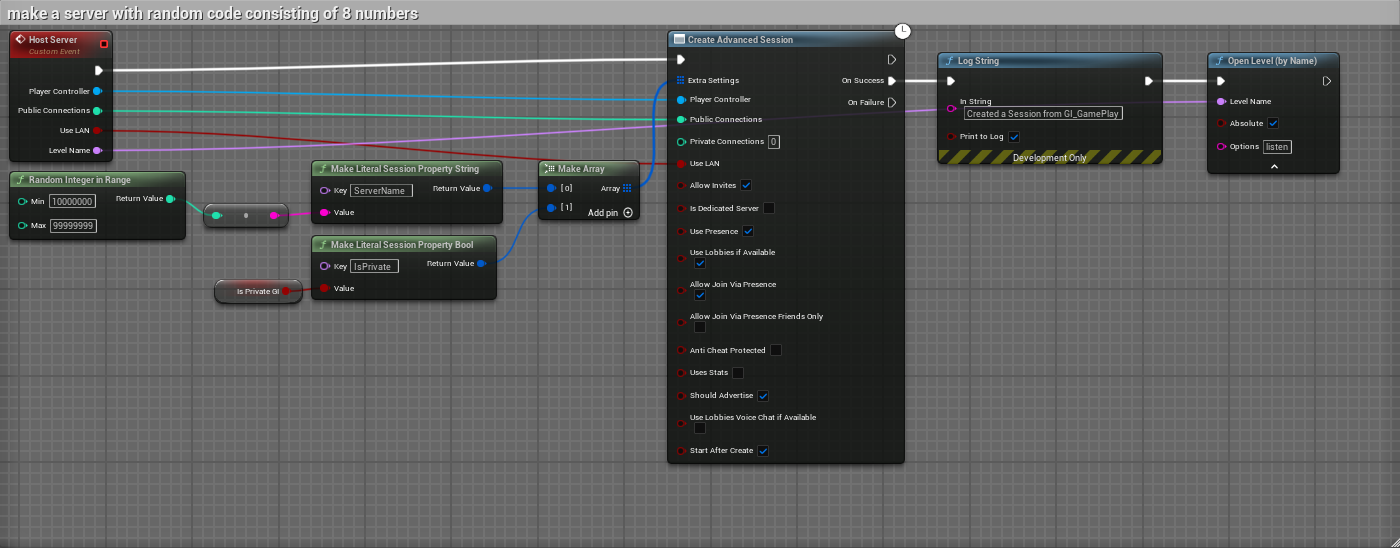 make a server with random code consisting of 8 numbers
Host Server
Custom Event
Player Controller
Public Connections
Use LAN
Level Name
Random Integer in Range
Min 10000000
Return Value
Max 99999999
Is Private GI
Make Literal Session Property String
Key ServerName
Return Value
Value
Make Literal Session Property Bool
Key IsPrivate
Return Value
Value
Make Array
[0]
Array
[1]
Add pin
Create Advanced Session
Extra Settings
On Success
Player Controller
On Failure
Public Connections
Private Connections 0
Use LAN
Allow Invites
Is Dedicated Server
Use Presence
Use Lobbies if Available
Allow Join Via Presence
Allow Join Via Presence Friends Only
Anti Cheat Protected
Uses Stats
Should Advertise
Use Lobbies Voice Chat if Available
Start After Create
f Log String
In String
Created a Session from GI_GamePlay
Print to Log
Development Only
f Open Level (by Name)
Level Name
Absolute
Options listen